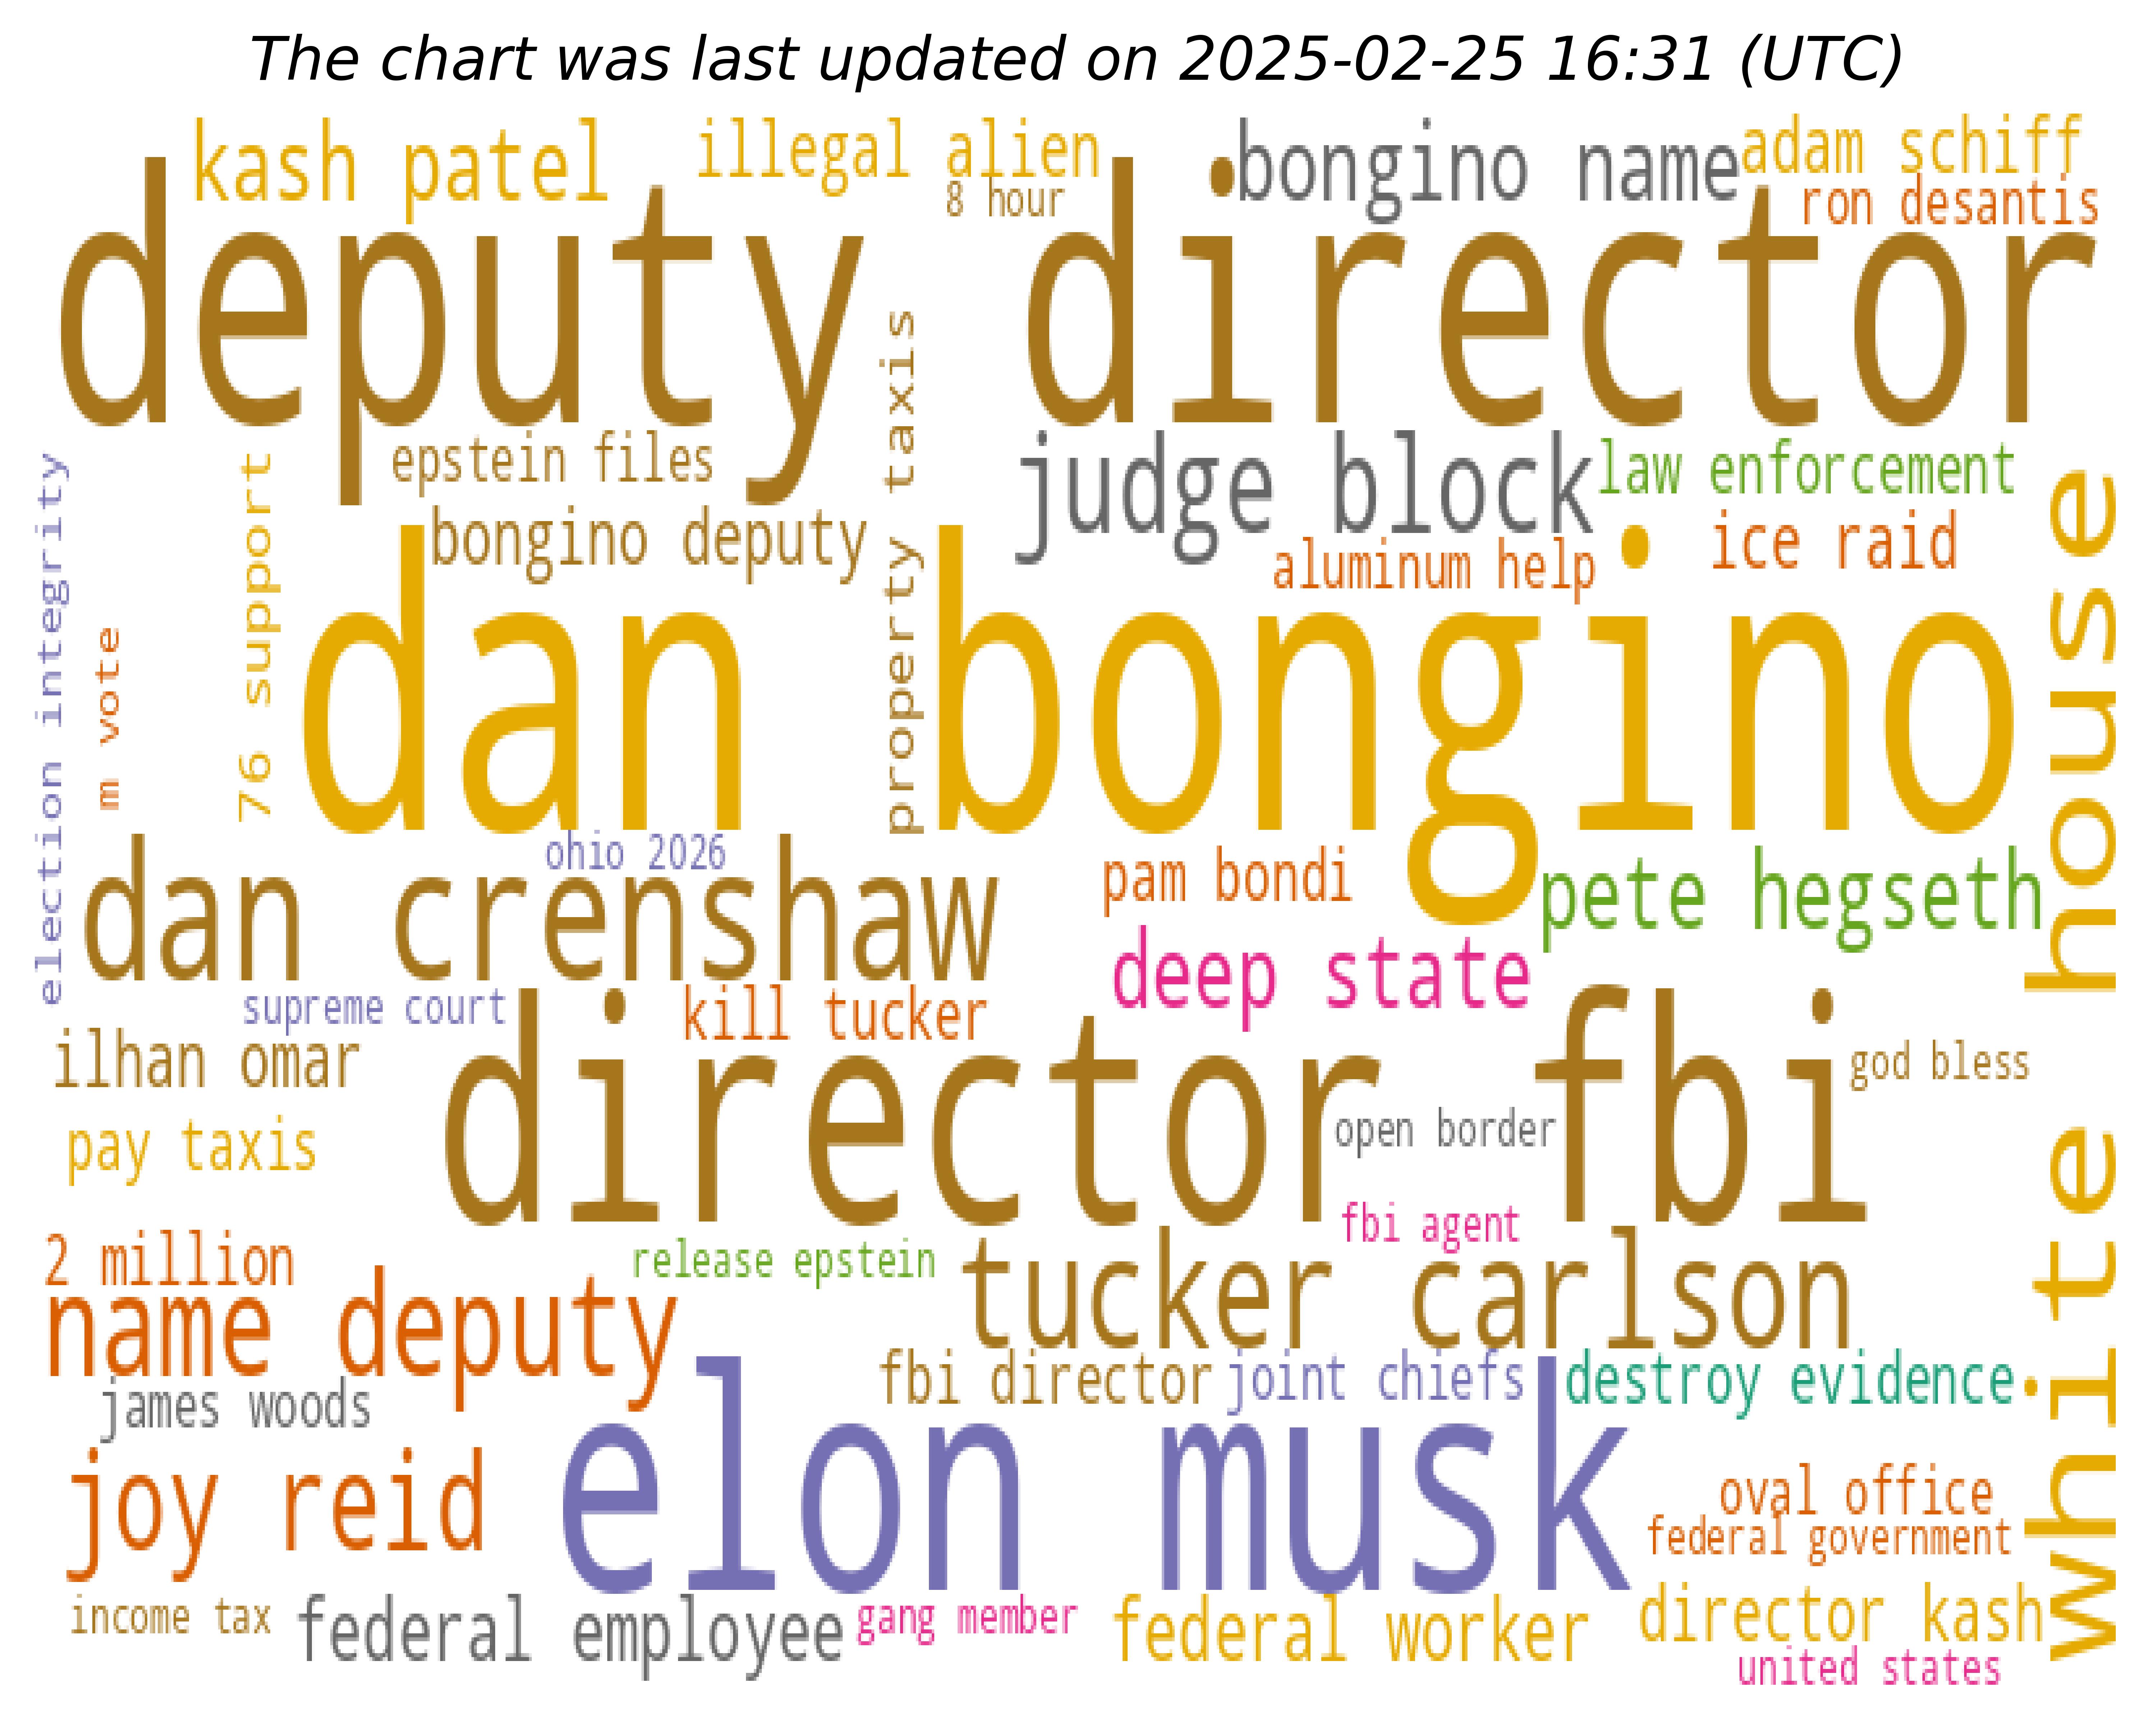 The chart was last updated on 2025-02-25 16:31 (UTC)
kash patel
illegal alien
8 hour
bongino name
adam schiff
ron desantis
deputy director
epstein files
judge block
law enforcement
bongino deputy
aluminum help
ice raid
property taxis
election integrity
m vote
76 support
dan bongino
white house
ohio 2026
dan crenshaw
pam bondi
pete hegseth
deep state
supreme court
kill tucker
ilhan omar
director fbi
god bless
open border
pay taxis
fbi agent
2 million
release epstein
tucker carlson
name deputy
fbi director
joint chiefs
destroy evidence
james woods
joy reid
elon musk
oval office
federal government
income tax
federal employee
gang member
federal worker
director kash
united states